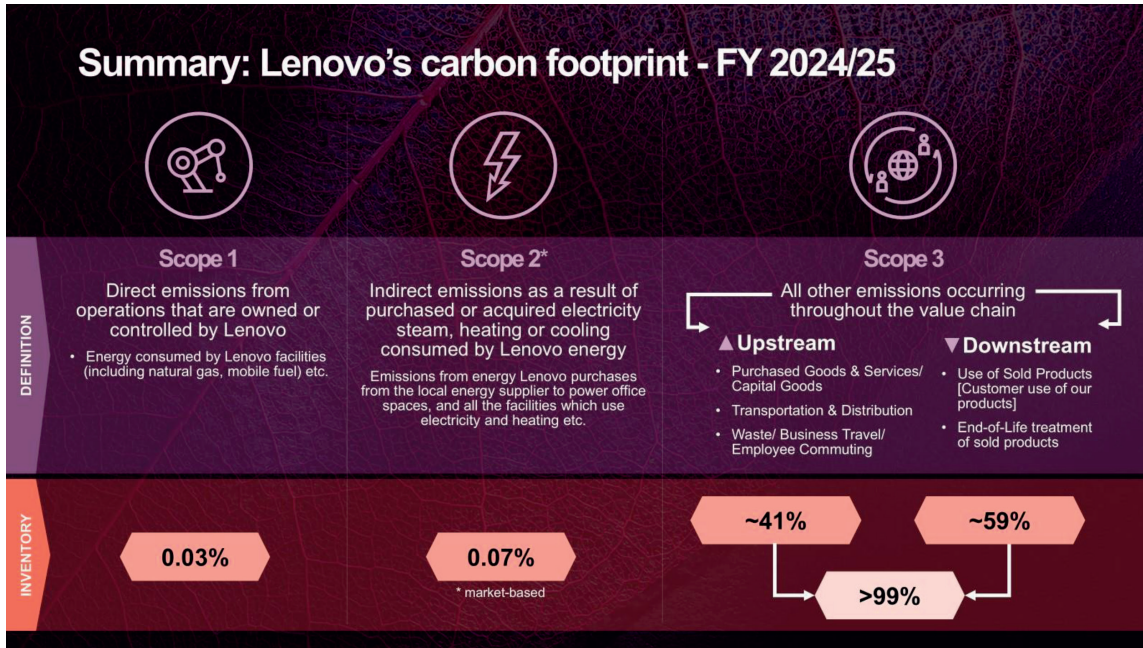 Summary: Lenovo's carbon footprint - FY 2024/25
DEFINITION
Scope 1
Direct emissions from
operations that are owned or
controlled by Lenovo
• Energy consumed by Lenovo facilities
(including natural gas, mobile fuel) etc.
Scope 2*
Indirect emissions as a result of
purchased or acquired electricity
steam, heating or cooling
consumed by Lenovo energy
Emissions from energy Lenovo purchases
from the local energy supplier to power office
spaces, and all the facilities which use
electricity and heating etc.
Scope 3
All other emissions occurring
throughout the value chain
Upstream
• Purchased Goods & Services/
Capital Goods
• Transportation & Distribution
• Waste/ Business Travel/
Employee Commuting
Downstream
• Use of Sold Products
[Customer use of our
products]
• End-of-Life treatment
of sold products
INVENTORY
0.03%
0.07%
* market-based
~41%
~59%
>99%